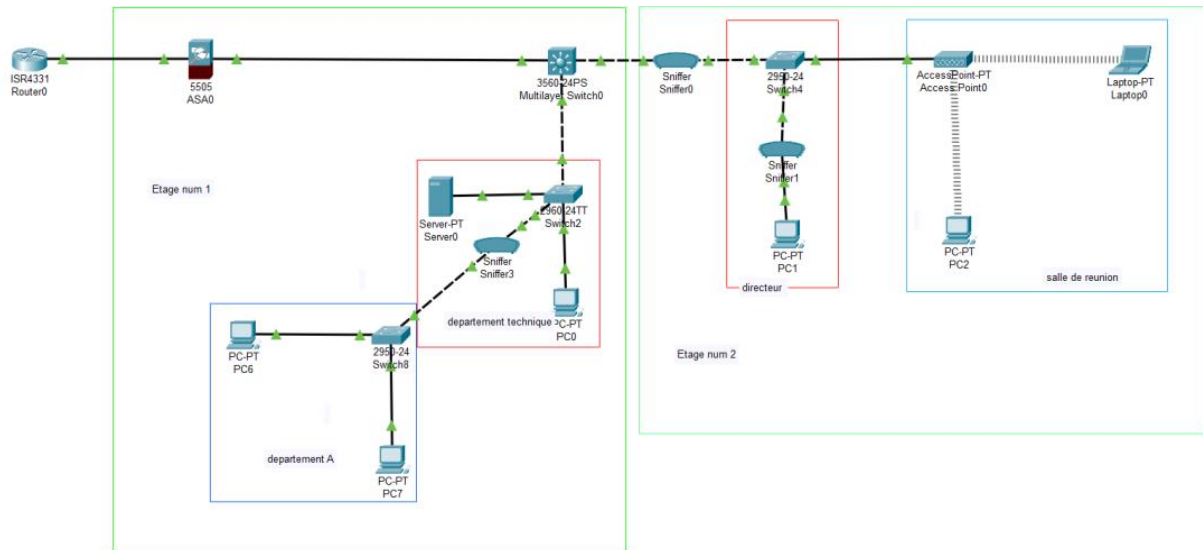 ISR4331
Router0
5505
ASA0
3560-24PS
Multilayer Switch0
Sniffer
Sniffer0
2950-24
Switch4
AccessPoint-PT
Access Point0
Laptop-PT
Laptop0
Etage num 1
Server-PT
Server0
2960-24TT
Switch2
Sniffer
Sniffer3
departement technique
PC-PT
PC0
PC-PT
PC6
2950-24
Switch8
departement A
PC-PT
PC7
Sniffer
Sniffer1
PC-PT
PC1
directeur
PC-PT
PC2
salle de reunion
Etage num 2